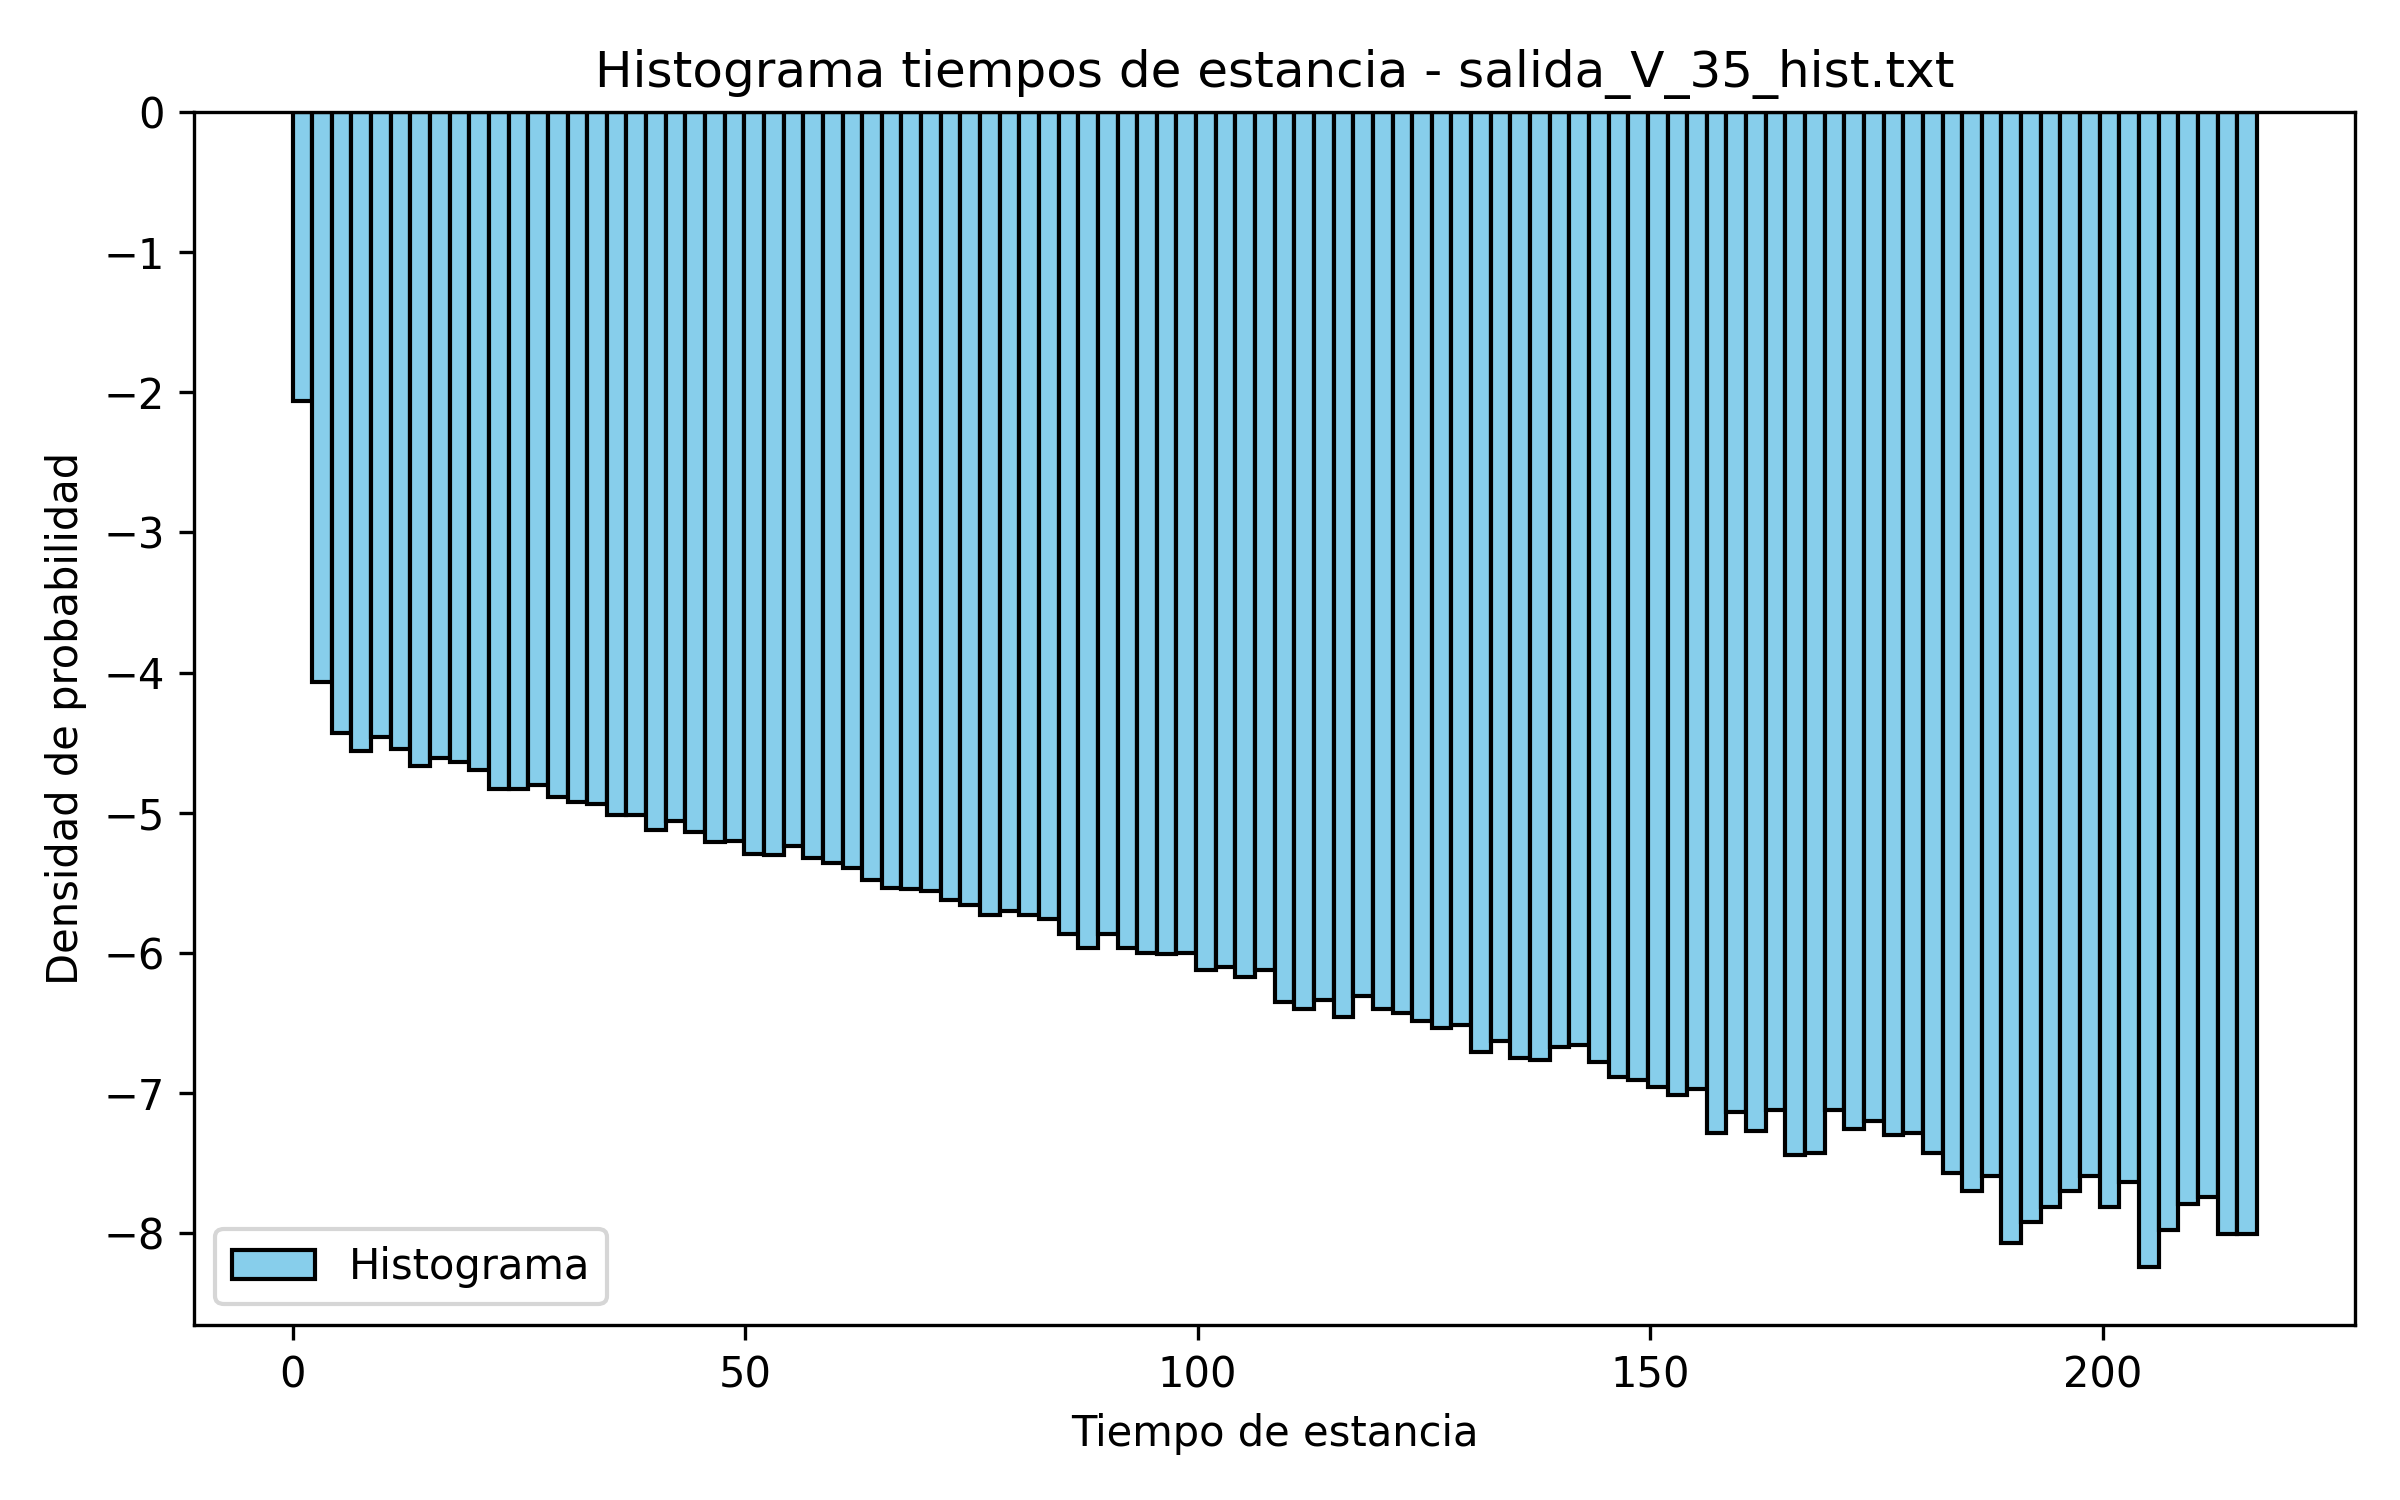 Histograma tiempos de estancia - salida_V_35_hist.txt
0
−1
−2
−3
−4
−5
−6
−7
−8
Densidad de probabilidad
Histograma
0 50 100 150 200
Tiempo de estancia